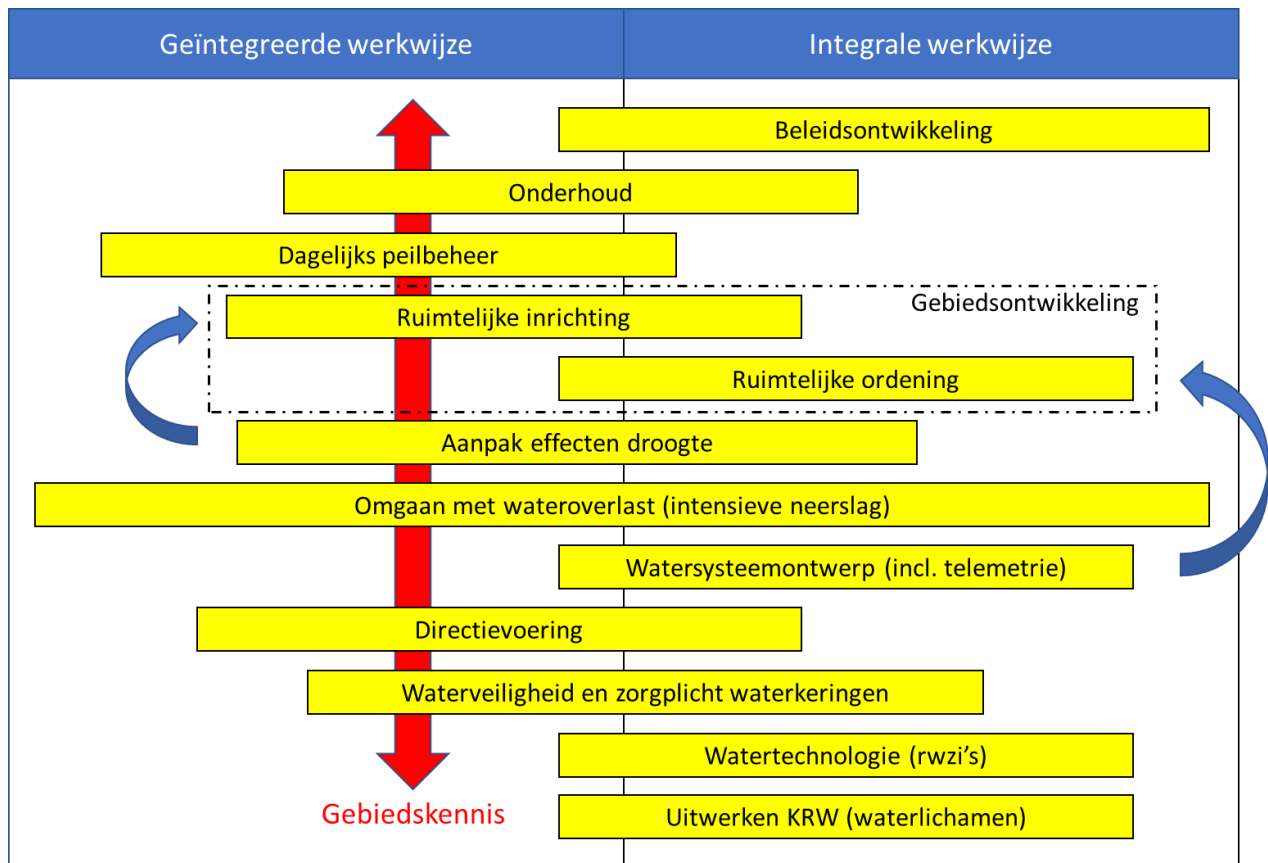 Geïntegreerde werkwijze
Integrale werkwijze
Beleidsontwikkeling
Onderhoud
Dagelijks peilbeheer
Gebiedsontwikkeling
Ruimtelijke inrichting
Ruimtelijke ordening
Aanpak effecten droogte
Omgaan met wateroverlast (intensieve neerslag)
Watersysteemontwerp (incl. telemetrie)
Directievoering
Waterveiligheid en zorgplicht waterkeringen
Watertechnologie (rwzi’s)
Gebiedskennis
Uitwerken KRW (waterlichamen)